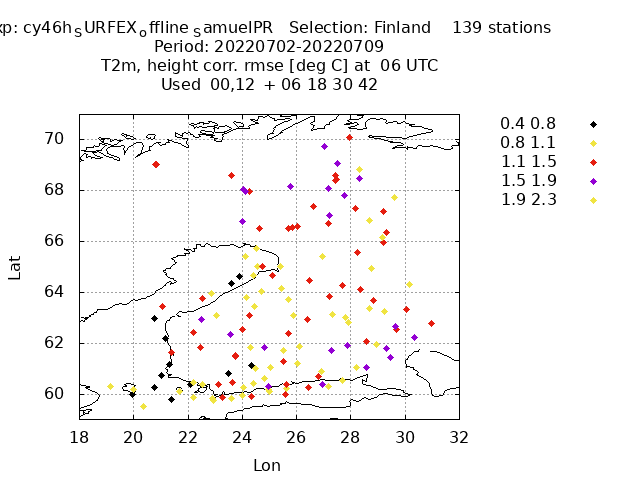 xp: cy46h_SURFEX_offline_SamuelPR Selection: Finland 139 stations
Period: 20220702-20220709
T2m, height corr. rmse [deg C] at 06 UTC
Used 00,12 + 06 18 30 42
0.4 0.8
0.8 1.1
1.1 1.5
1.5 1.9
1.9 2.3
70
68
66
64
62
60
Lat
18 20 22 24 26 28 30 32
Lon